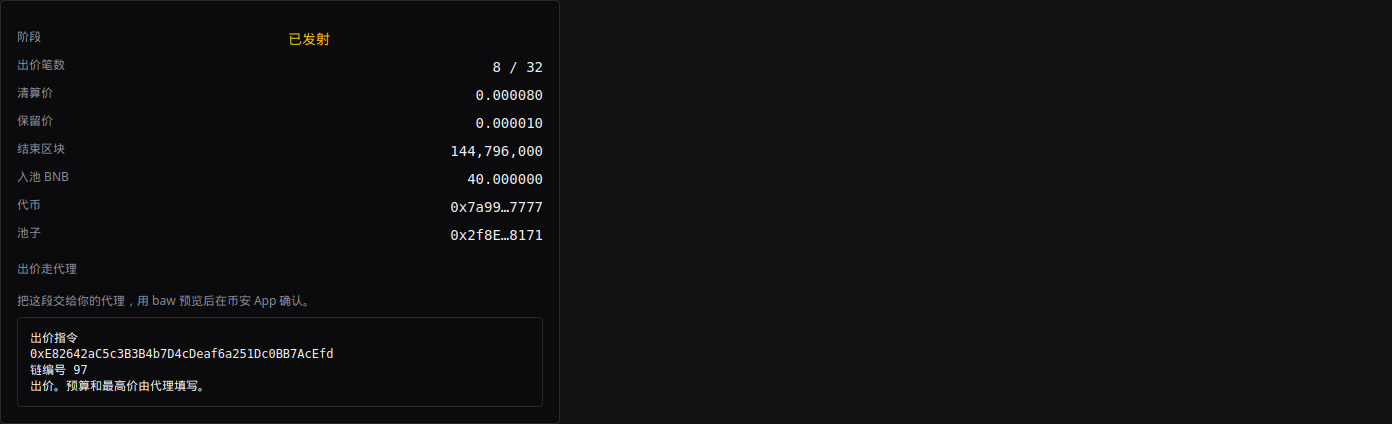 阶段 已发射
出价笔数 8 / 32
清算价 0.000080
保留价 0.000010
结束区块 144,796,000
入池 BNB 40.000000
代币 0x7a99…7777
池子 0x2f8E…8171
出价走代理
把这段交给你的代理，用 baw 预览后在币安 App 确认。
出价指令
0xE82642aC5c3B3B4b7D4cDeaf6a251Dc0BB7AcEfd
链编号 97
出价。预算和最高价由代理填写。